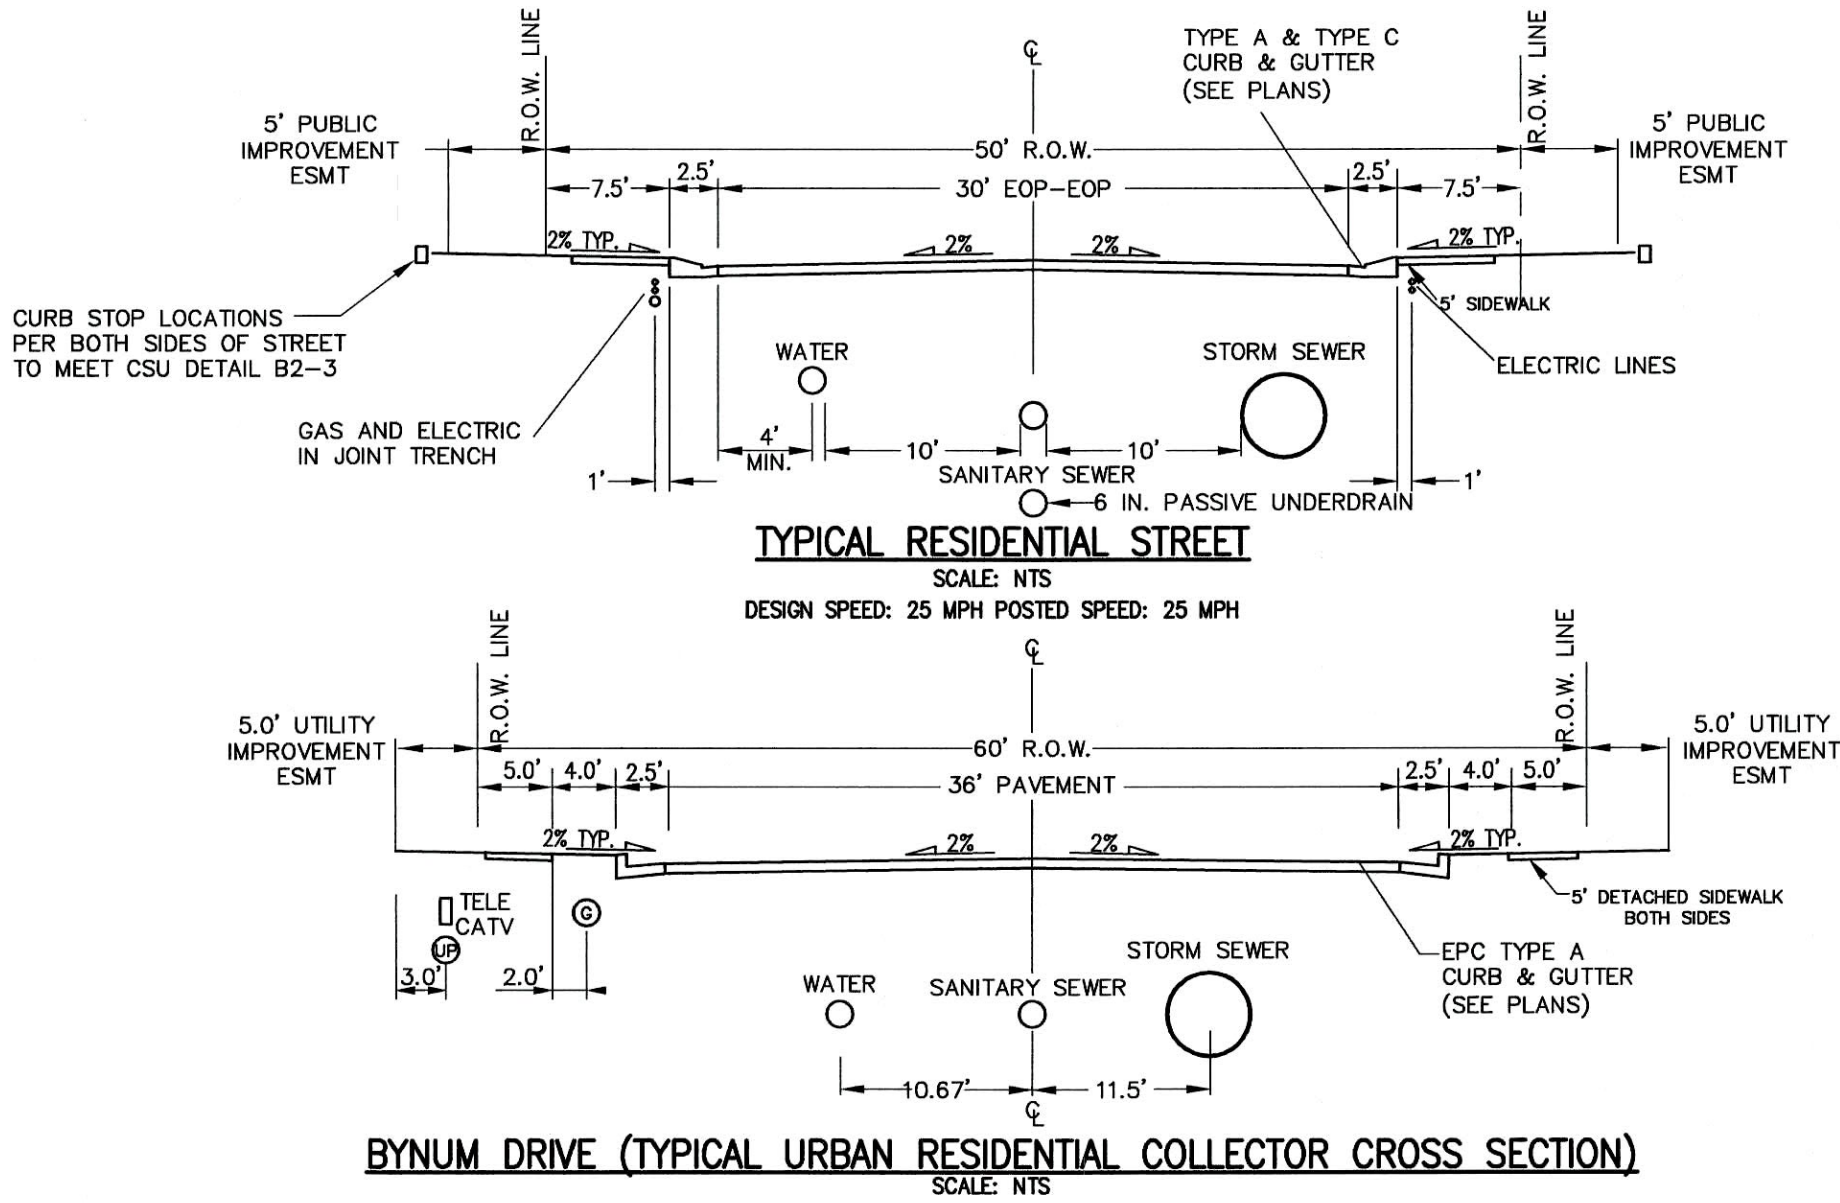 R.O.W. LINE
℄
TYPE A & TYPE C
CURB & GUTTER
(SEE PLANS)
R.O.W. LINE
5' PUBLIC
IMPROVEMENT
ESMT
50' R.O.W.
5' PUBLIC
IMPROVEMENT
ESMT
7.5'
2.5'
30' EOP-EOP
2.5'
7.5'
2% TYP.
2%
2%
2% TYP.
CURB STOP LOCATIONS
PER BOTH SIDES OF STREET
TO MEET CSU DETAIL B2-3
5' SIDEWALK
WATER
STORM SEWER
ELECTRIC LINES
GAS AND ELECTRIC
IN JOINT TRENCH
4'
MIN.
10'
10'
SANITARY SEWER
1'
1'
6 IN. PASSIVE UNDERDRAIN
TYPICAL RESIDENTIAL STREET
SCALE: NTS
DESIGN SPEED: 25 MPH POSTED SPEED: 25 MPH
R.O.W. LINE
℄
R.O.W. LINE
5.0' UTILITY
IMPROVEMENT
ESMT
60' R.O.W.
5.0' UTILITY
IMPROVEMENT
ESMT
5.0'
4.0'
2.5'
36' PAVEMENT
2.5'
4.0'
5.0'
2% TYP.
2%
2%
2% TYP.
TELE
CATV
G
UP
5' DETACHED SIDEWALK
BOTH SIDES
3.0'
2.0'
WATER
SANITARY SEWER
STORM SEWER
EPC TYPE A
CURB & GUTTER
(SEE PLANS)
10.67'
11.5'
℄
BYNUM DRIVE (TYPICAL URBAN RESIDENTIAL COLLECTOR CROSS SECTION)
SCALE: NTS